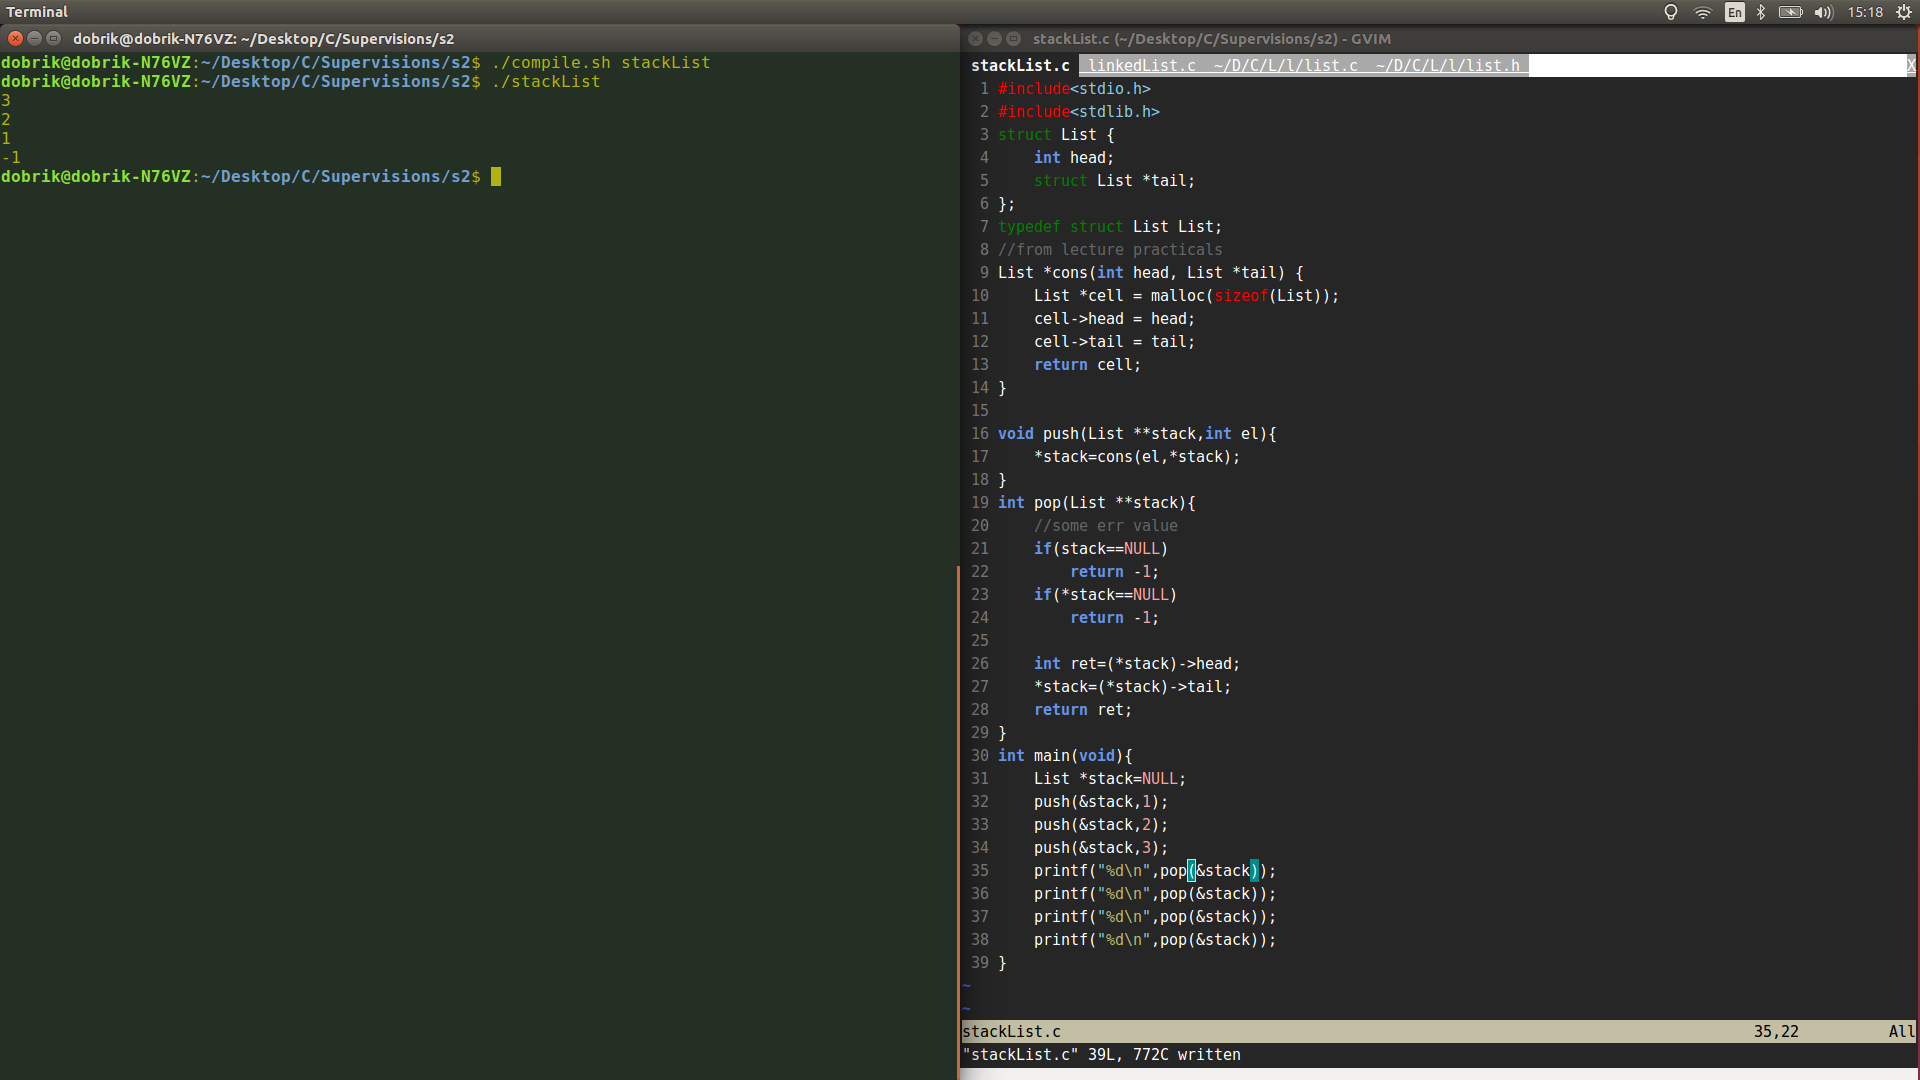 Terminal
En
15:18
dobrik@dobrik-N76VZ: ~/Desktop/C/Supervisions/s2
dobrik@dobrik-N76VZ:~/Desktop/C/Supervisions/s2$ ./compile.sh stackList
dobrik@dobrik-N76VZ:~/Desktop/C/Supervisions/s2$ ./stackList
3
2
1
-1
dobrik@dobrik-N76VZ:~/Desktop/C/Supervisions/s2$
stackList.c (~/Desktop/C/Supervisions/s2) - GVIM
stackList.c linkedList.c ~/D/C/L/l/list.c ~/D/C/L/l/list.h X
1 #include<stdio.h>
2 #include<stdlib.h>
3 struct List {
4     int head;
5     struct List *tail;
6 };
7 typedef struct List List;
8 //from lecture practicals
9 List *cons(int head, List *tail) {
10     List *cell = malloc(sizeof(List));
11     cell->head = head;
12     cell->tail = tail;
13     return cell;
14 }
15
16 void push(List **stack,int el){
17     *stack=cons(el,*stack);
18 }
19 int pop(List **stack){
20     //some err value
21     if(stack==NULL)
22         return -1;
23     if(*stack==NULL)
24         return -1;
25
26     int ret=(*stack)->head;
27     *stack=(*stack)->tail;
28     return ret;
29 }
30 int main(void){
31     List *stack=NULL;
32     push(&stack,1);
33     push(&stack,2);
34     push(&stack,3);
35     printf("%d\n",pop(&stack));
36     printf("%d\n",pop(&stack));
37     printf("%d\n",pop(&stack));
38     printf("%d\n",pop(&stack));
39 }
~
~
stackList.c 35,22 All
"stackList.c" 39L, 772C written